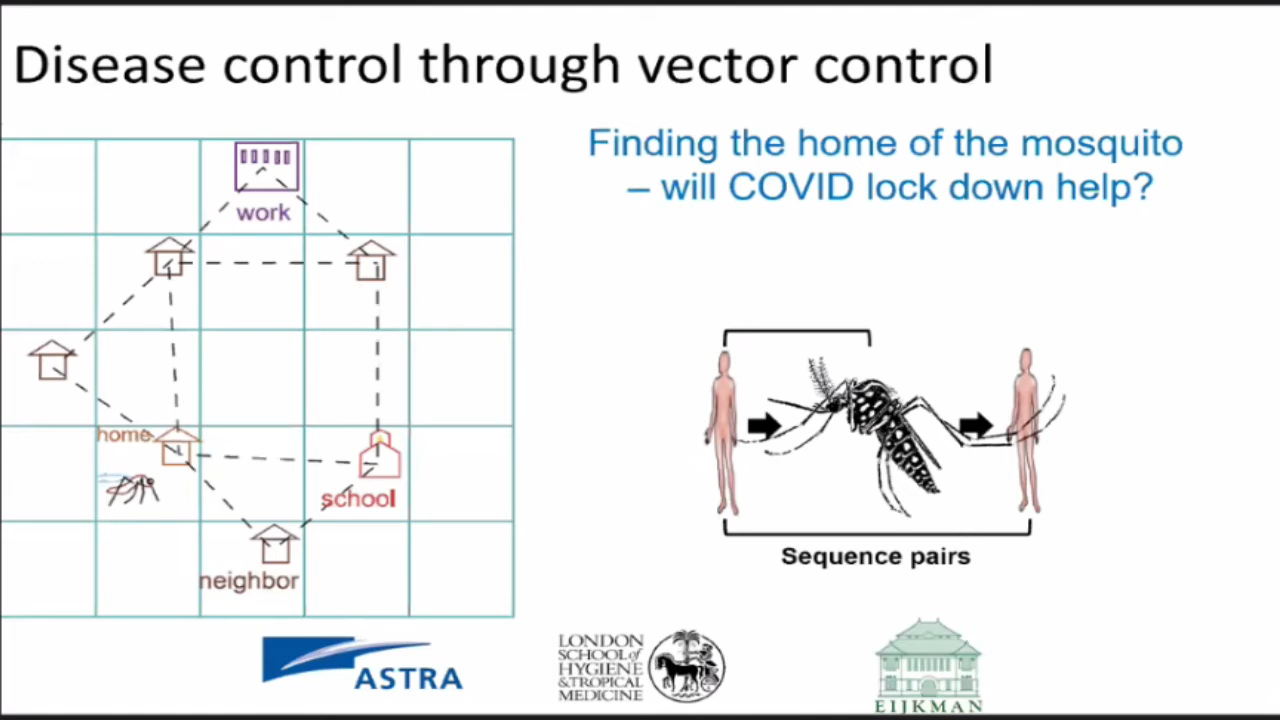 Disease control through vector control
Finding the home of the mosquito
– will COVID lock down help?
work
home
school
neighbor
Sequence pairs
ASTRA
LONDON
SCHOOL of
HYGIENE
& TROPICAL
MEDICINE
EIJKMAN